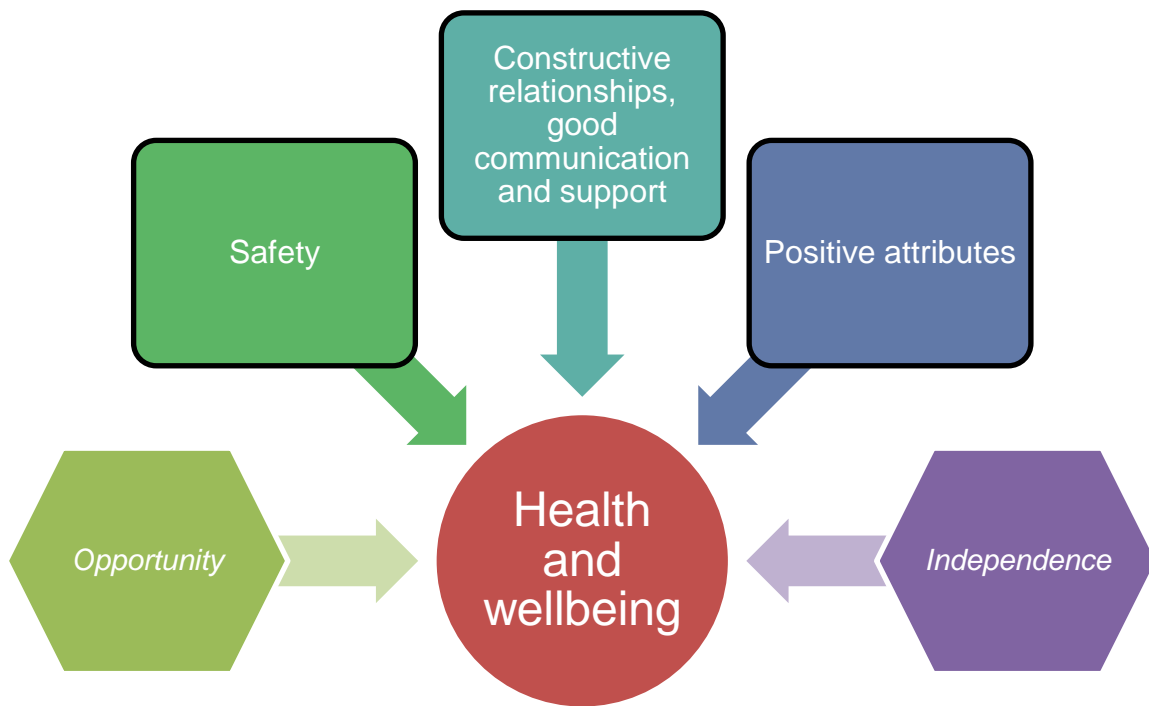 Constructive
relationships,
good
communication
and support
Safety
Positive attributes
Opportunity
Health
and
wellbeing
Independence